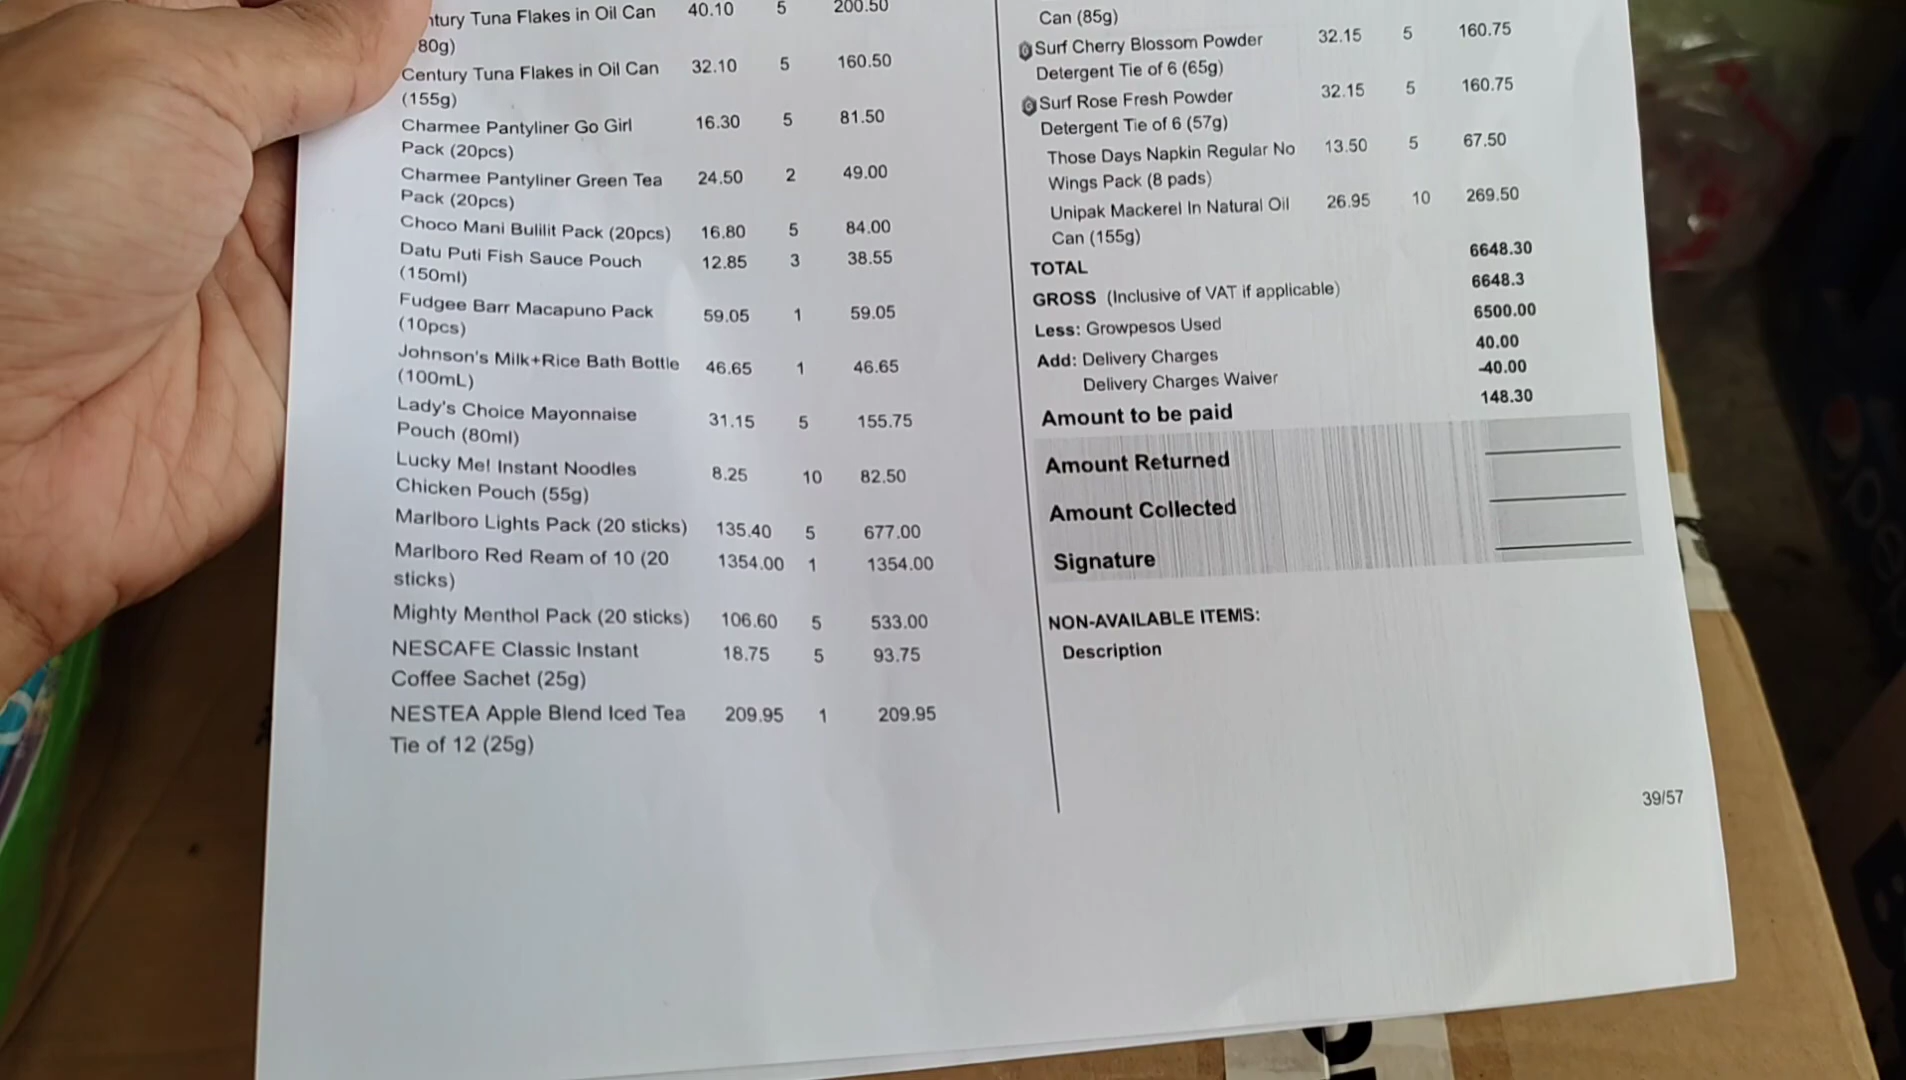 ntury Tuna Flakes in Oil Can 40.10 5 200.50
80g)
Century Tuna Flakes in Oil Can 32.10 5 160.50
(155g)
Charmee Pantyliner Go Girl 16.30 5 81.50
Pack (20pcs)
Charmee Pantyliner Green Tea 24.50 2 49.00
Pack (20pcs)
Choco Mani Bulilit Pack (20pcs) 16.80 5 84.00
Datu Puti Fish Sauce Pouch 12.85 3 38.55
(150ml)
Fudgee Barr Macapuno Pack 59.05 1 59.05
(10pcs)
Johnson's Milk+Rice Bath Bottle 46.65 1 46.65
(100mL)
Lady's Choice Mayonnaise 31.15 5 155.75
Pouch (80ml)
Lucky Me! Instant Noodles 8.25 10 82.50
Chicken Pouch (55g)
Marlboro Lights Pack (20 sticks) 135.40 5 677.00
Marlboro Red Ream of 10 (20 1354.00 1 1354.00
sticks)
Mighty Menthol Pack (20 sticks) 106.60 5 533.00
NESCAFE Classic Instant 18.75 5 93.75
Coffee Sachet (25g)
NESTEA Apple Blend Iced Tea 209.95 1 209.95
Tie of 12 (25g)
Can (85g)
Surf Cherry Blossom Powder 32.15 5 160.75
Detergent Tie of 6 (65g)
Surf Rose Fresh Powder 32.15 5 160.75
Detergent Tie of 6 (57g)
Those Days Napkin Regular No 13.50 5 67.50
Wings Pack (8 pads)
Unipak Mackerel In Natural Oil 26.95 10 269.50
Can (155g)
TOTAL 6648.30
GROSS (Inclusive of VAT if applicable) 6648.3
Less: Growpesos Used 6500.00
Add: Delivery Charges 40.00
Delivery Charges Waiver -40.00
Amount to be paid 148.30
Amount Returned
Amount Collected
Signature
NON-AVAILABLE ITEMS:
Description
39/57